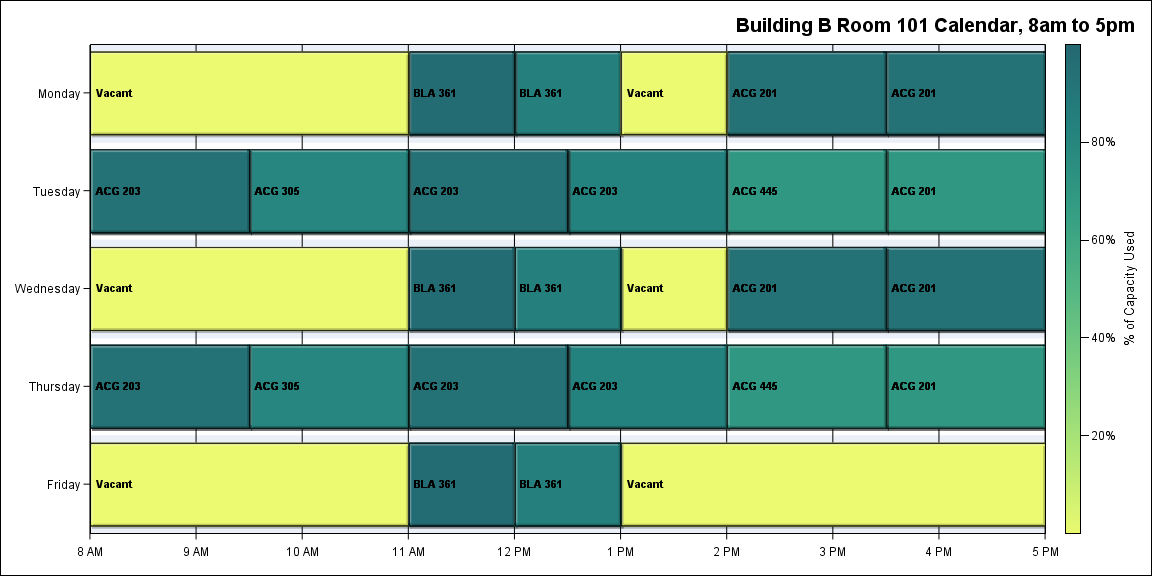 Building B Room 101 Calendar, 8am to 5pm
Monday
Vacant
BLA 361
BLA 361
Vacant
ACG 201
ACG 201
Tuesday
ACG 203
ACG 305
ACG 203
ACG 203
ACG 445
ACG 201
Wednesday
Vacant
BLA 361
BLA 361
Vacant
ACG 201
ACG 201
Thursday
ACG 203
ACG 305
ACG 203
ACG 203
ACG 445
ACG 201
Friday
Vacant
BLA 361
BLA 361
Vacant
8 AM
9 AM
10 AM
11 AM
12 PM
1 PM
2 PM
3 PM
4 PM
5 PM
80%
60%
40%
20%
% of Capacity Used